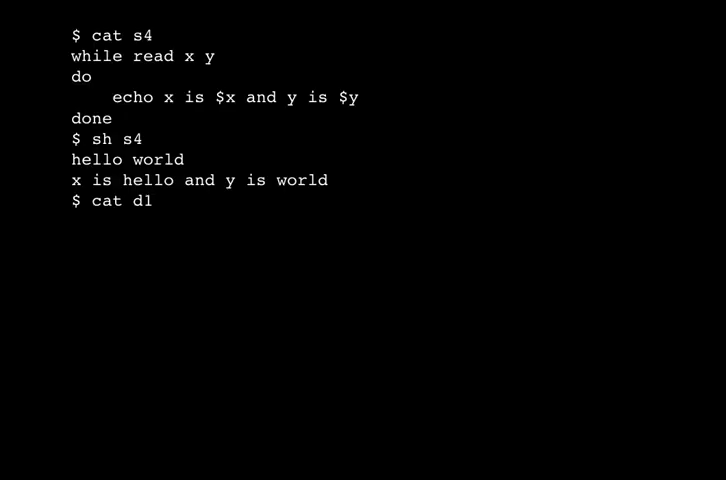 $ cat s4
while read x y
do
    echo x is $x and y is $y
done
$ sh s4
hello world
x is hello and y is world
$ cat d1